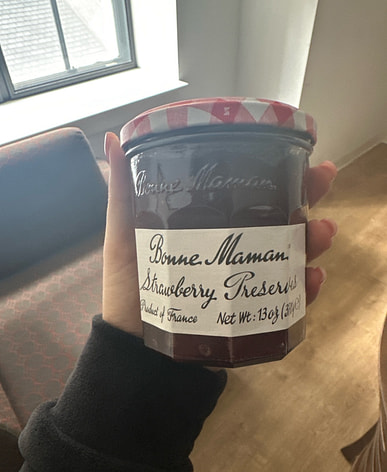 Bonne Maman
Bonne Maman
Strawberry Preserves
Product of France Net Wt: 13 oz